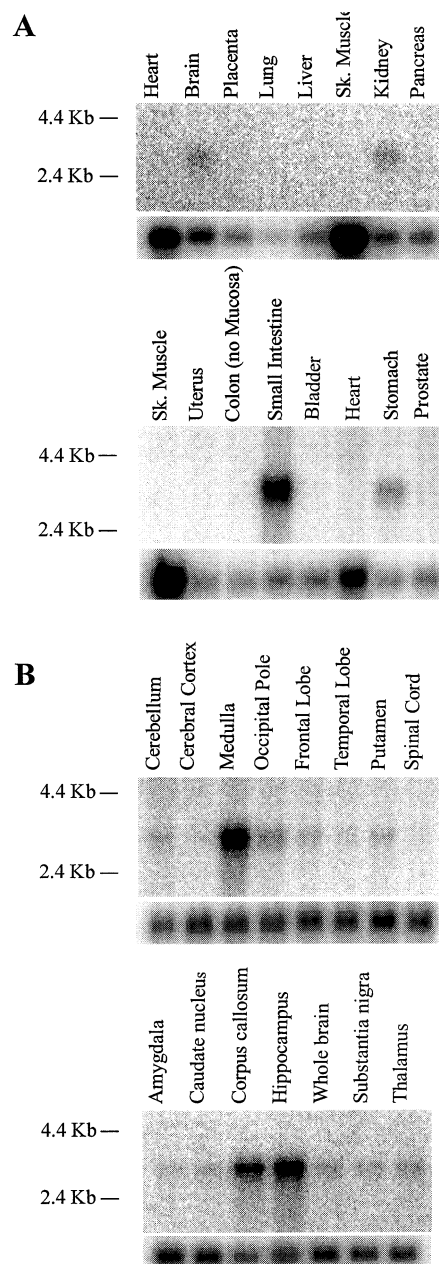 A
Heart
Brain
Placenta
Lung
Liver
Sk. Muscle
Kidney
Pancreas
4.4 Kb
2.4 Kb
Sk. Muscle
Uterus
Colon (no Mucosa)
Small Intestine
Bladder
Heart
Stomach
Prostate
4.4 Kb
2.4 Kb
B
Cerebellum
Cerebral Cortex
Medulla
Occipital Pole
Frontal Lobe
Temporal Lobe
Putamen
Spinal Cord
4.4 Kb
2.4 Kb
Amygdala
Caudate nucleus
Corpus callosum
Hippocampus
Whole brain
Substantia nigra
Thalamus
4.4 Kb
2.4 Kb